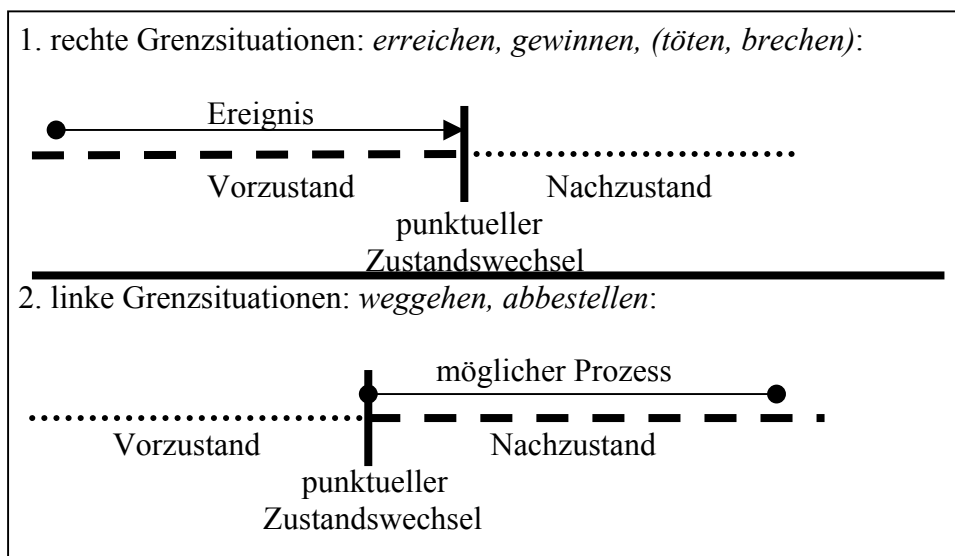 1. rechte Grenzsituationen: erreichen, gewinnen, (töten, brechen):
Ereignis
Vorzustand Nachzustand
punktueller
Zustandswechsel
2. linke Grenzsituationen: weggehen, abbestellen:
möglicher Prozess
Vorzustand Nachzustand
punktueller
Zustandswechsel